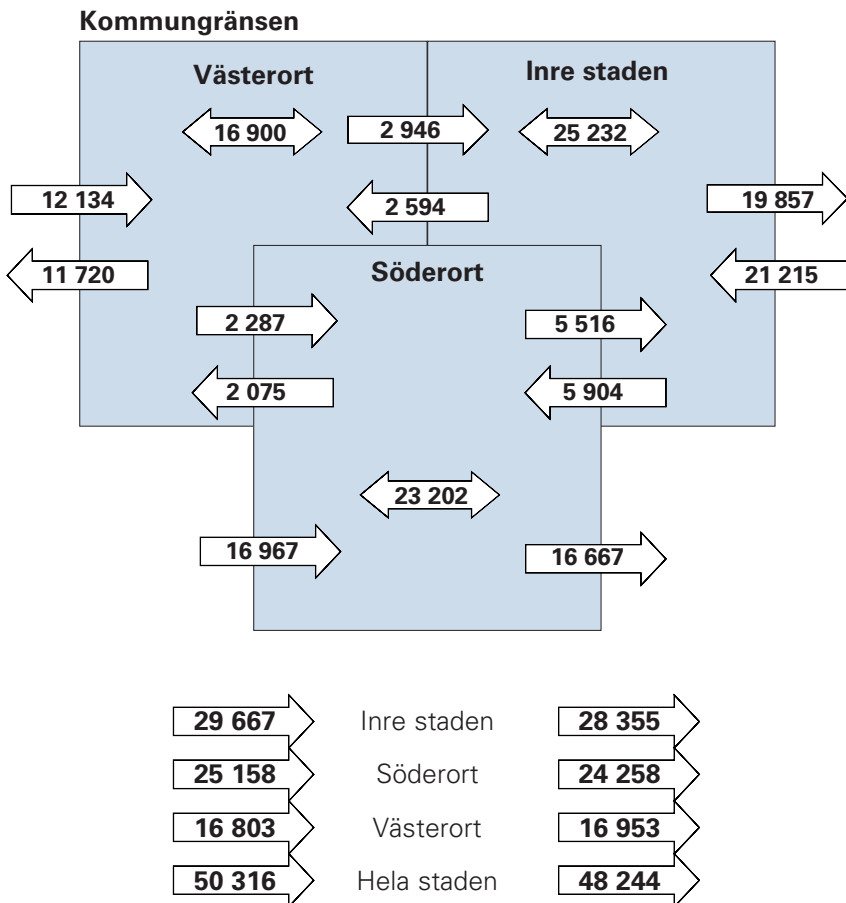 Kommungränsen
Västerort Inre staden
16 900 2 946 25 232
12 134 2 594 19 857
11 720 Söderort 21 215
2 287 5 516
2 075 5 904
23 202
16 967 16 667
29 667 Inre staden 28 355
25 158 Söderort 24 258
16 803 Västerort 16 953
50 316 Hela staden 48 244